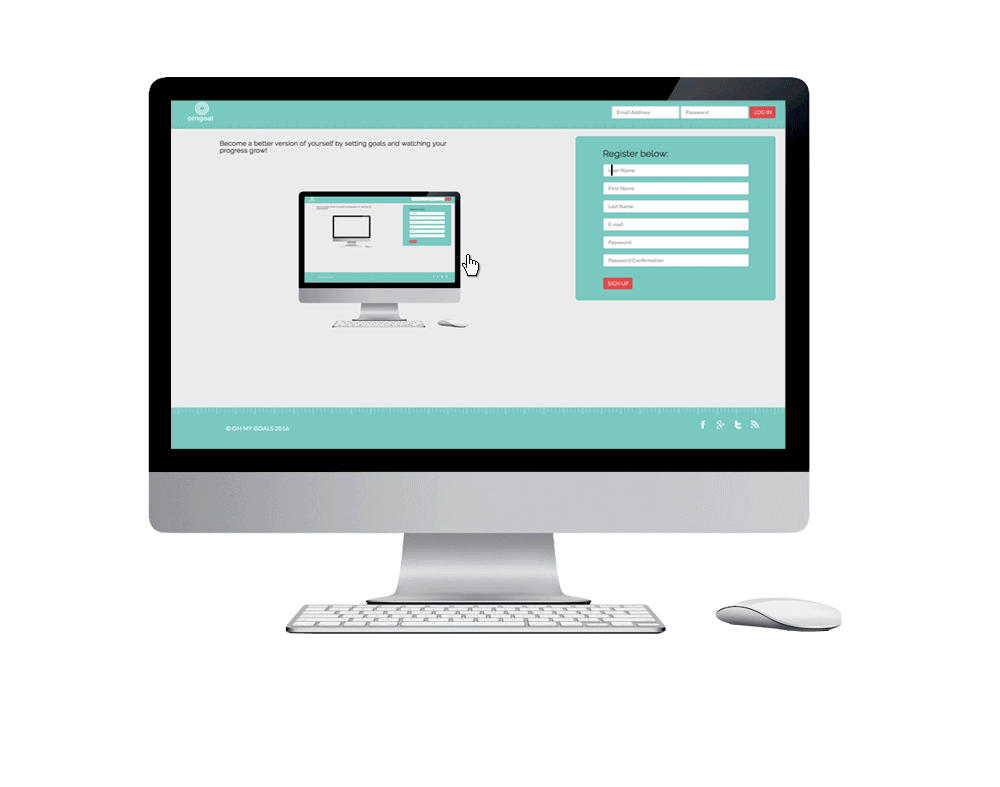 omgoal
Email Address
Password
LOG IN
Become a better version of yourself by setting goals and watching your
progress grow!
Register below:
User Name
First Name
Last Name
E-mail
Password
Password Confirmation
SIGN UP
© OH MY GOALS 2016